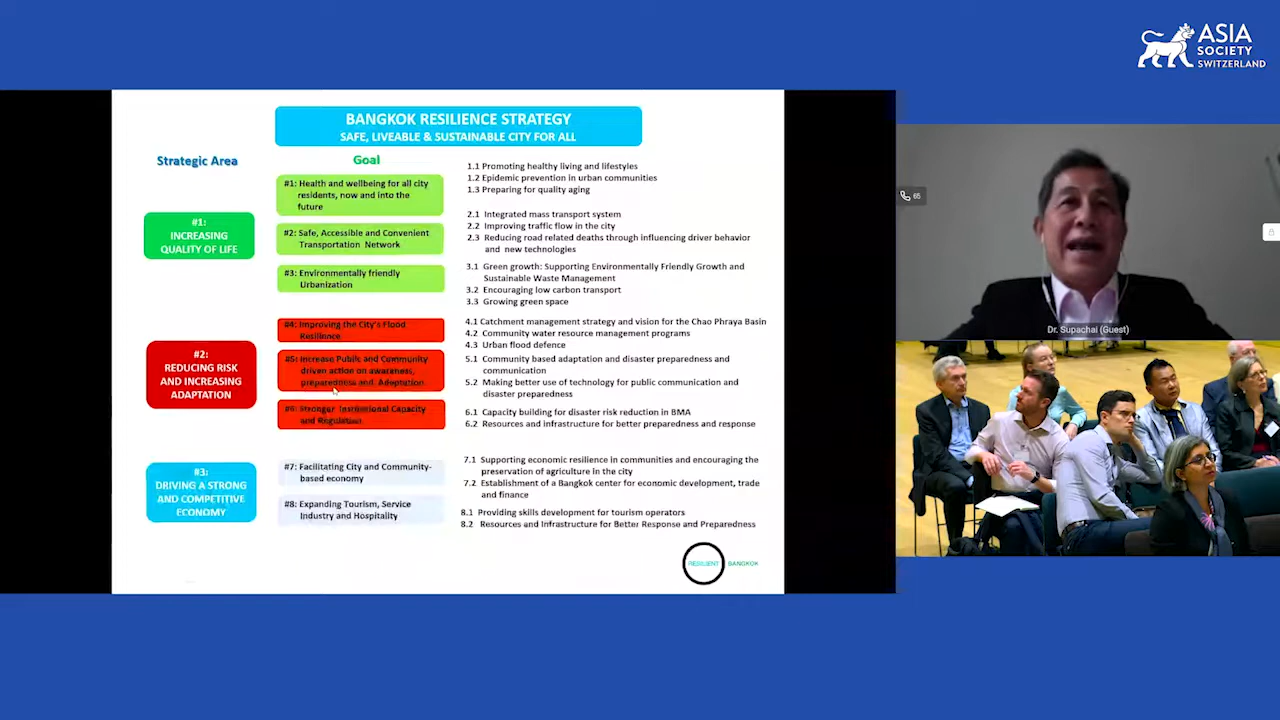 ASIA
SOCIETY
SWITZERLAND
BANGKOK RESILIENCE STRATEGY
SAFE, LIVEABLE & SUSTAINABLE CITY FOR ALL
Strategic Area
Goal
#1:
INCREASING
QUALITY OF LIFE
#1: Health and wellbeing for all city
residents, now and into the
future
1.1 Promoting healthy living and lifestyles
1.2 Epidemic prevention in urban communities
1.3 Preparing for quality aging
#2: Safe, Accessible and Convenient
Transportation Network
2.1 Integrated mass transport system
2.2 Improving traffic flow in the city
2.3 Reducing road related deaths through influencing driver behavior
and new technologies
#3: Environmentally friendly
Urbanization
3.1 Green growth: Supporting Environmentally Friendly Growth and
Sustainable Waste Management
3.2 Encouraging low carbon transport
3.3 Growing green space
#2:
REDUCING RISK
AND INCREASING
ADAPTATION
#4: Improving the City's Flood
Resilience
4.1 Catchment management strategy and vision for the Chao Phraya Basin
4.2 Community water resource management programs
4.3 Urban flood defence
#5: Increase Public and Community
driven action on awareness,
preparedness and Adaptation
5.1 Community based adaptation and disaster preparedness and
communication
5.2 Making better use of technology for public communication and
disaster preparedness
#6: Stronger Institutional Capacity
and Regulation
6.1 Capacity building for disaster risk reduction in BMA
6.2 Resources and infrastructure for better preparedness and response
#3:
DRIVING A STRONG
AND COMPETITIVE
ECONOMY
#7: Facilitating City and Community-
based economy
7.1 Supporting economic resilience in communities and encouraging the
preservation of agriculture in the city
7.2 Establishment of a Bangkok center for economic development, trade
and finance
#8: Expanding Tourism, Service
Industry and Hospitality
8.1 Providing skills development for tourism operators
8.2 Resources and Infrastructure for Better Response and Preparedness
RESILIENT BANGKOK
65
Dr. Supachai (Guest)